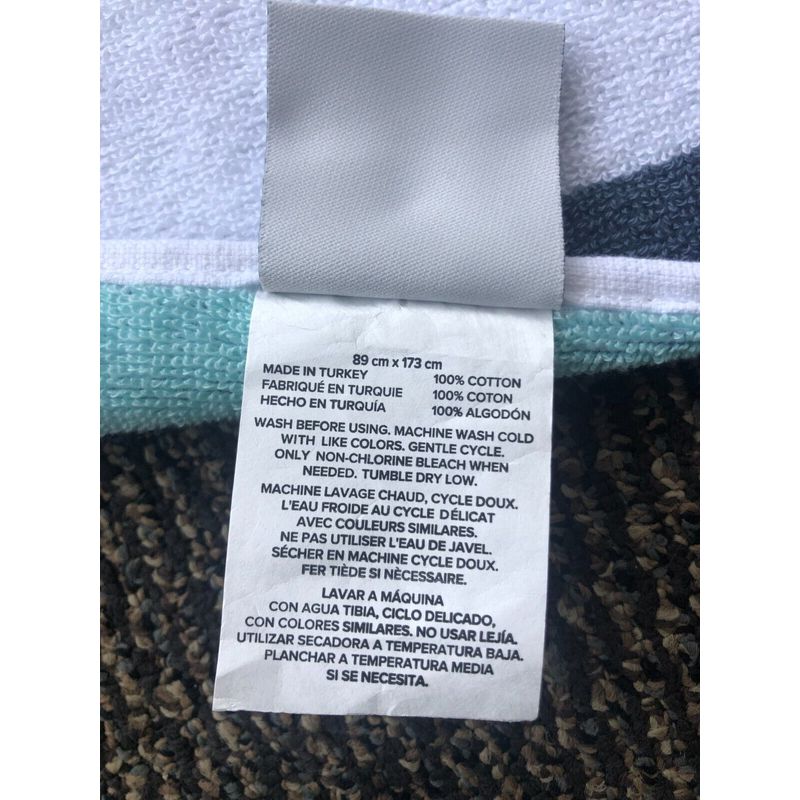 89 cm x 173 cm
MADE IN TURKEY 100% COTTON
FABRIQUÉ EN TURQUIE 100% COTON
HECHO EN TURQUÍA 100% ALGODÓN
WASH BEFORE USING. MACHINE WASH COLD
WITH LIKE COLORS. GENTLE CYCLE.
ONLY NON-CHLORINE BLEACH WHEN
NEEDED. TUMBLE DRY LOW.
MACHINE LAVAGE CHAUD, CYCLE DOUX.
L'EAU FROIDE AU CYCLE DÉLICAT
AVEC COULEURS SIMILARES.
NE PAS UTILISER L'EAU DE JAVEL.
SÉCHER EN MACHINE CYCLE DOUX.
FER TIÈDE SI NÈCESSAIRE.
LAVAR A MÁQUINA
CON AGUA TIBIA, CICLO DELICADO,
CON COLORES SIMILARES. NO USAR LEJÍA.
UTILIZAR SECADORA A TEMPERATURA BAJA.
PLANCHAR A TEMPERATURA MEDIA
SI SE NECESITA.